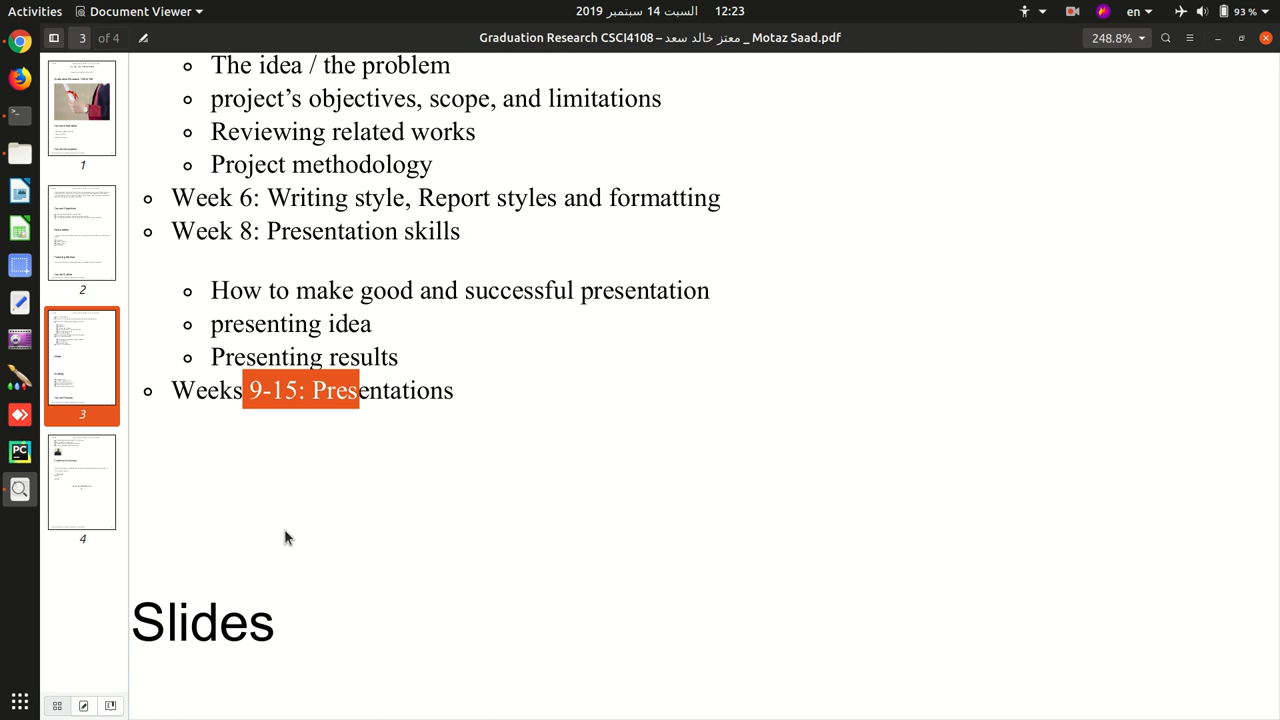 Activities
Document Viewer
السبت 14 سبتمبر 2019 12:23
en
93 %
3 of 4
Graduation Research CSCI4108 – معتز خالد سعد _ Motaz Saad.pdf
248.8%
The idea / the problem
project’s objectives, scope, and limitations
Reviewing related works
Project methodology
Week 6: Writing style, Report styles and formatting
Week 8: Presentation skills
How to make good and successful presentation
presenting idea
Presenting results
Weeks 9-15: Presentations
Slides
1
2
3
4
PC